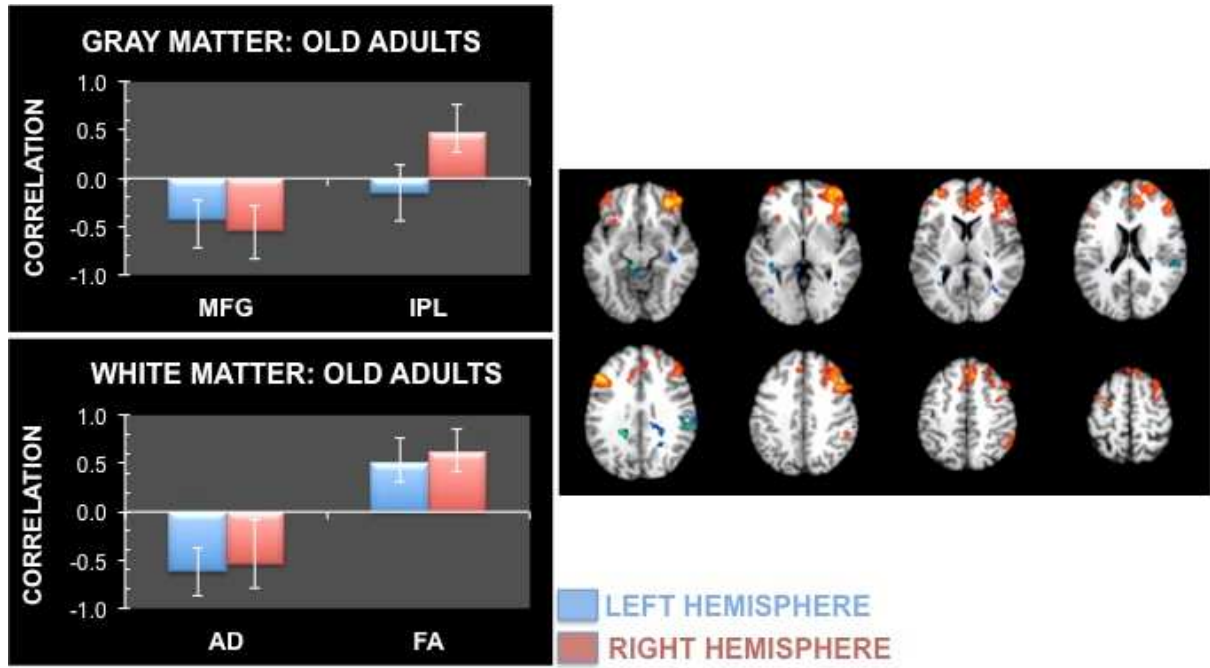 GRAY MATTER: OLD ADULTS
CORRELATION
1.0
0.5
0.0
-0.5
-1.0
MFG IPL
WHITE MATTER: OLD ADULTS
CORRELATION
1.0
0.5
0.0
-0.5
-1.0
AD FA
LEFT HEMISPHERE
RIGHT HEMISPHERE